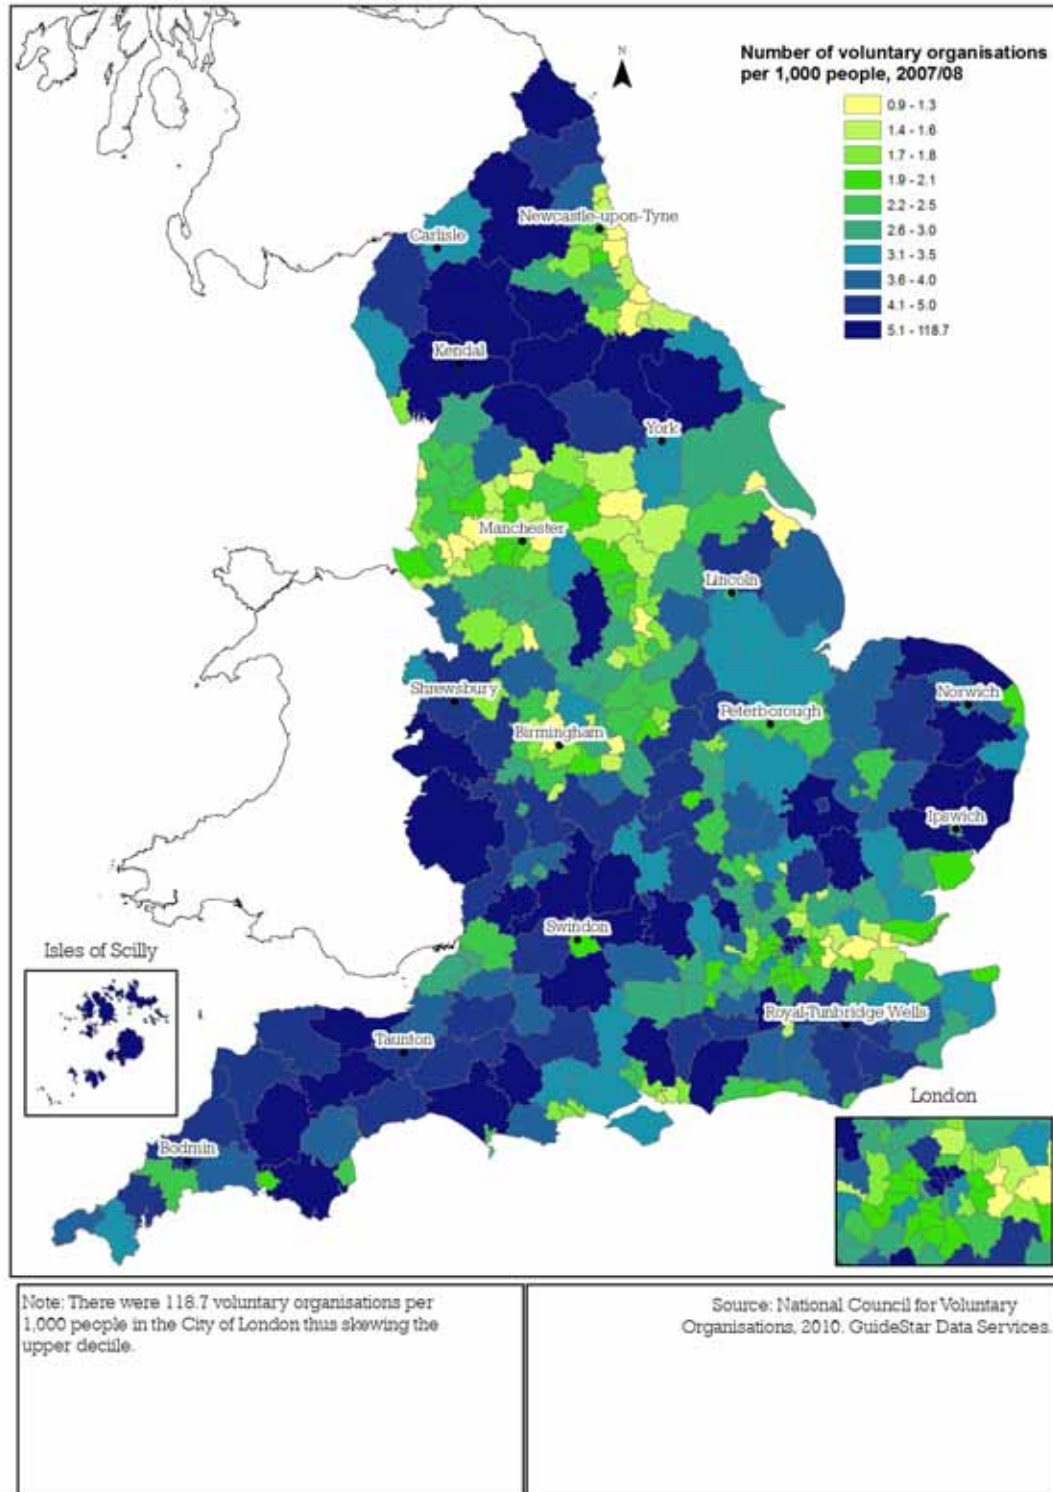 N
Number of voluntary organisations
per 1,000 people, 2007/08
0.9 - 1.3
1.4 - 1.6
1.7 - 1.8
1.9 - 2.1
2.2 - 2.5
2.6 - 3.0
3.1 - 3.5
3.6 - 4.0
4.1 - 5.0
5.1 - 118.7
Newcastle-upon-Tyne
Carlisle
Kendal
York
Manchester
Lincoln
Shrewsbury
Norwich
Peterborough
Birmingham
Ipswich
Swindon
Isles of Scilly
Royal Tunbridge Wells
Taunton
London
Bodmin
Note: There were 118.7 voluntary organisations per
1,000 people in the City of London thus skewing the
upper decile.
Source: National Council for Voluntary
Organisations, 2010. GuideStar Data Services.